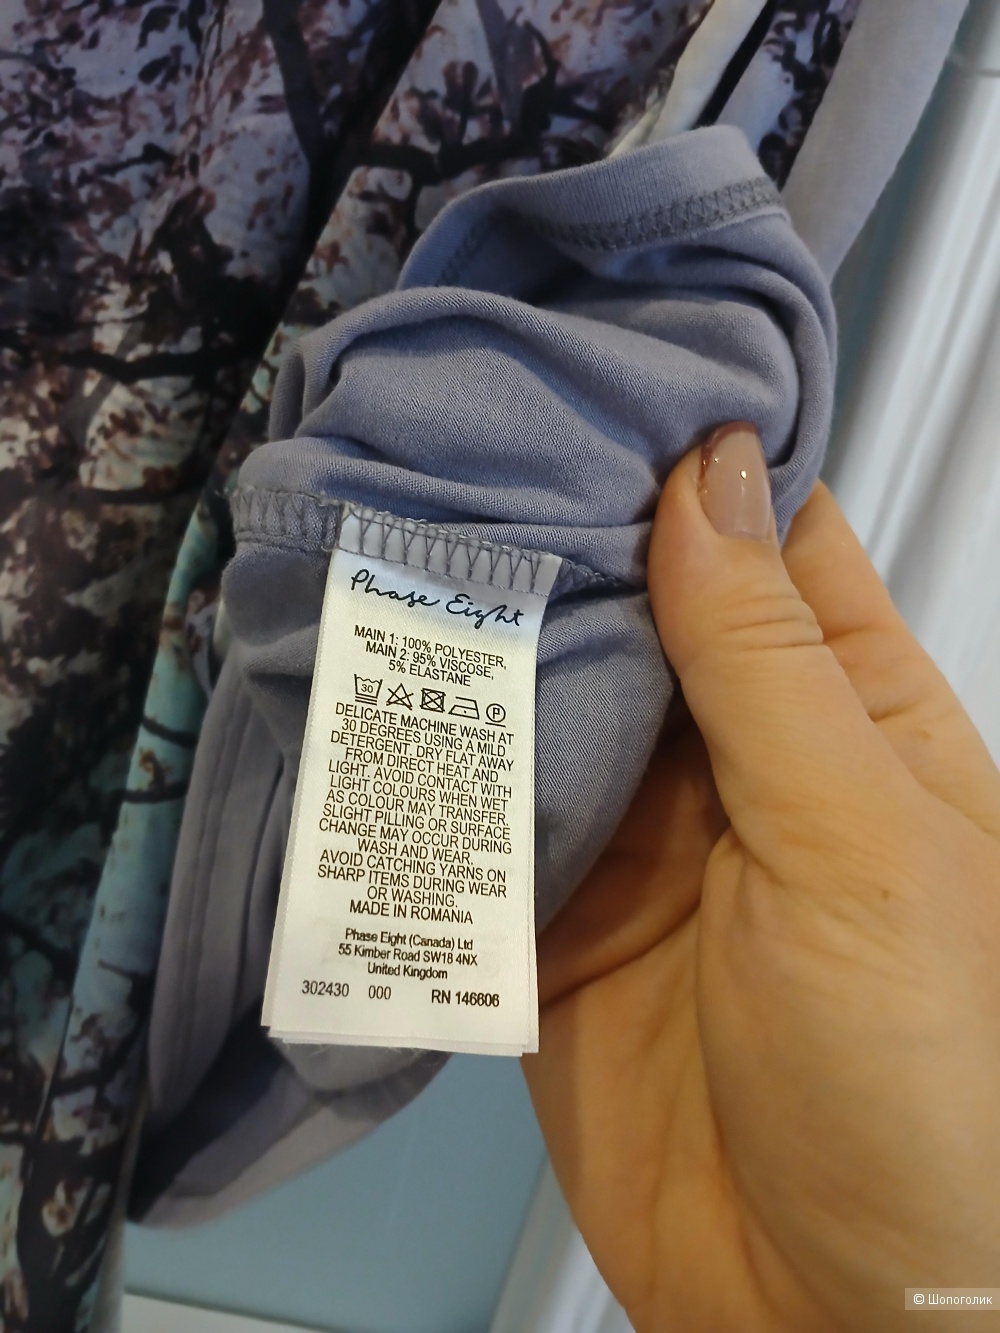 Phase Eight
MAIN 1: 100% POLYESTER,
MAIN 2: 95% VISCOSE,
5% ELASTANE
30
P
DELICATE MACHINE WASH AT
30 DEGREES USING A MILD
DETERGENT. DRY FLAT AWAY
FROM DIRECT HEAT AND
LIGHT. AVOID CONTACT WITH
LIGHT COLOURS WHEN WET
AS COLOUR MAY TRANSFER.
SLIGHT PILLING OR SURFACE
CHANGE MAY OCCUR DURING
WASH AND WEAR.
AVOID CATCHING YARNS ON
SHARP ITEMS DURING WEAR
OR WASHING.
MADE IN ROMANIA
Phase Eight (Canada) Ltd
55 Kimber Road SW18 4NX
United Kingdom
302430 000 RN 146606
© Шопоголик